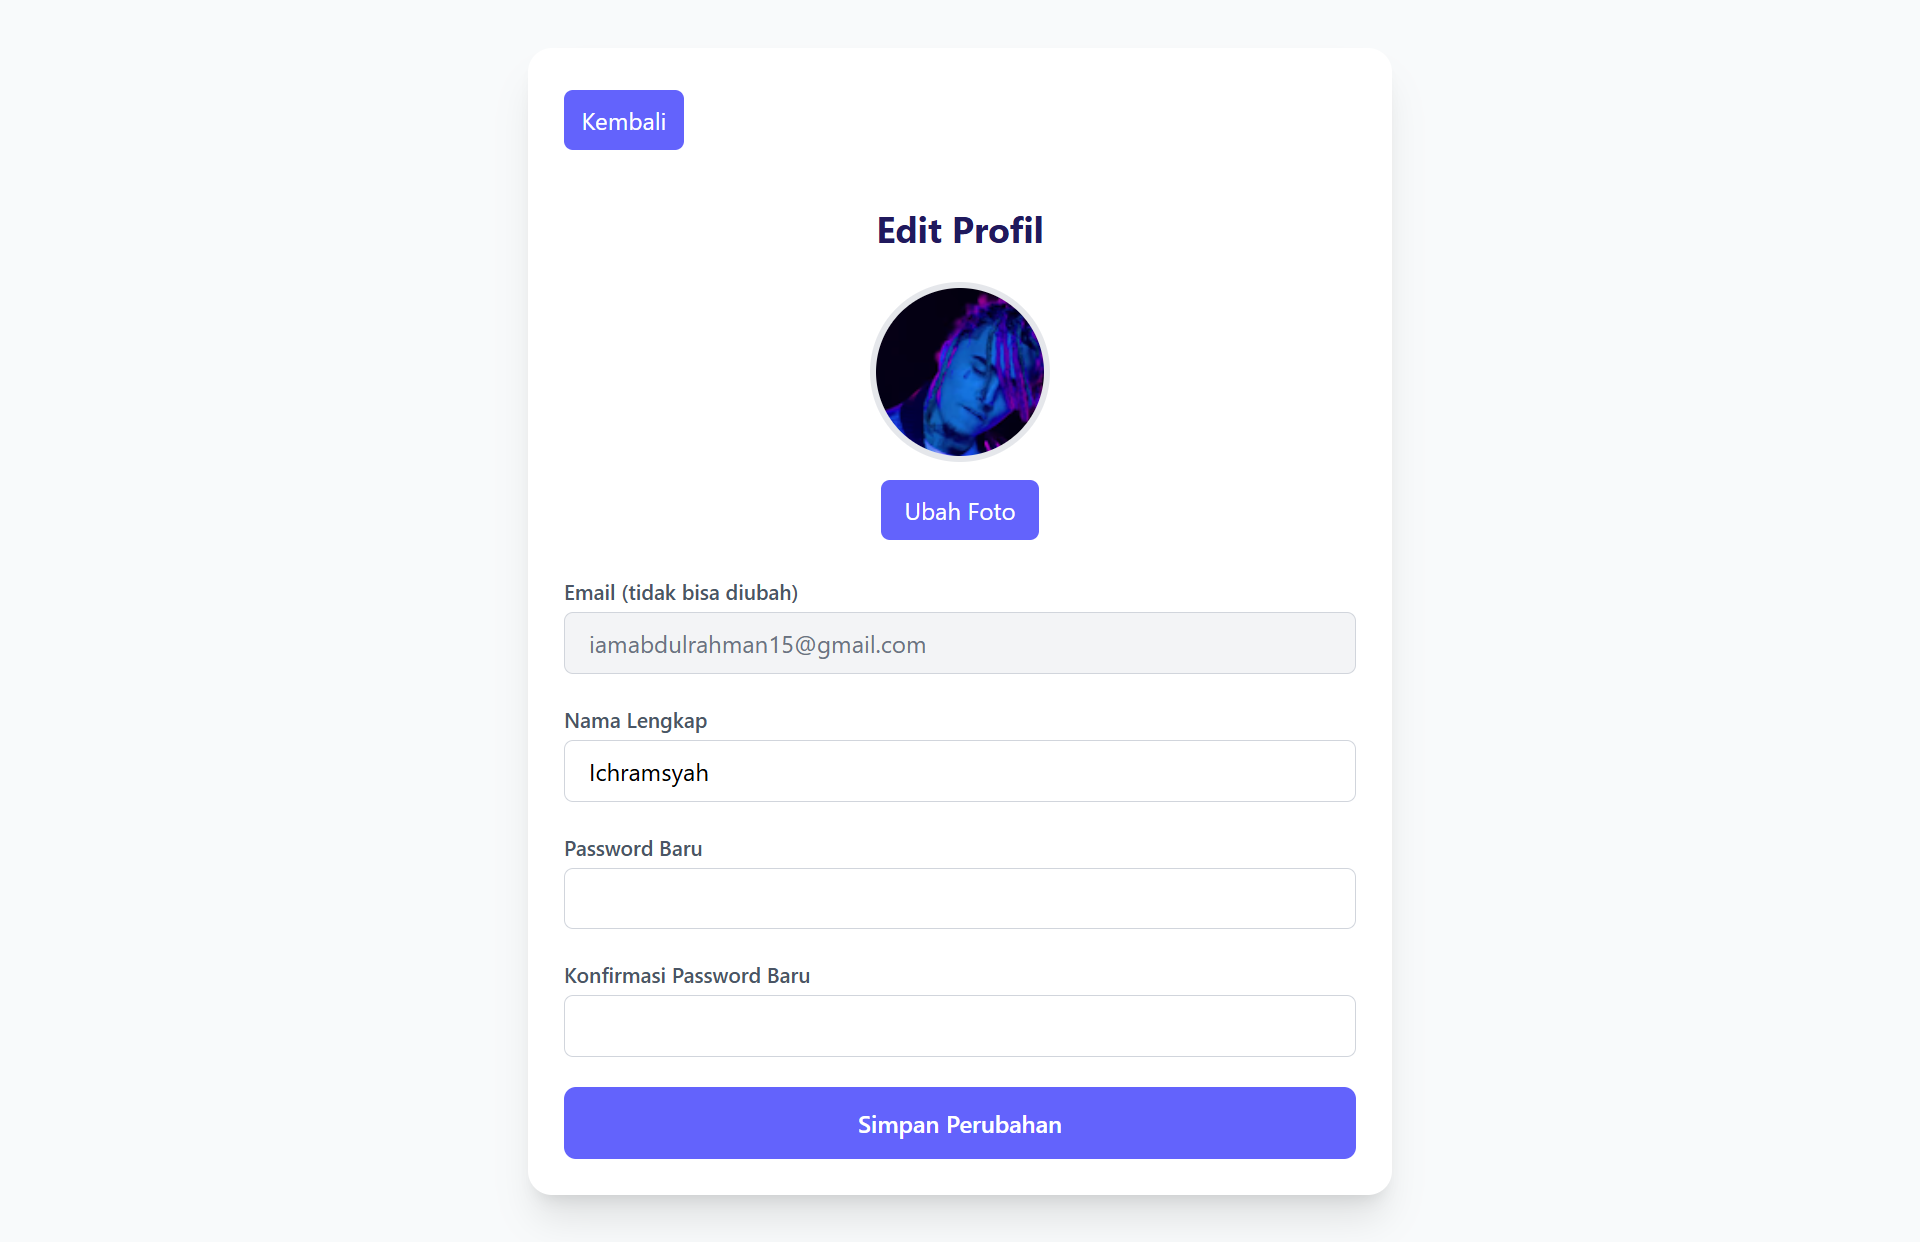 Kembali
Edit Profil
Ubah Foto
Email (tidak bisa diubah)
iamabdulrahman15@gmail.com
Nama Lengkap
Ichramsyah
Password Baru
Konfirmasi Password Baru
Simpan Perubahan